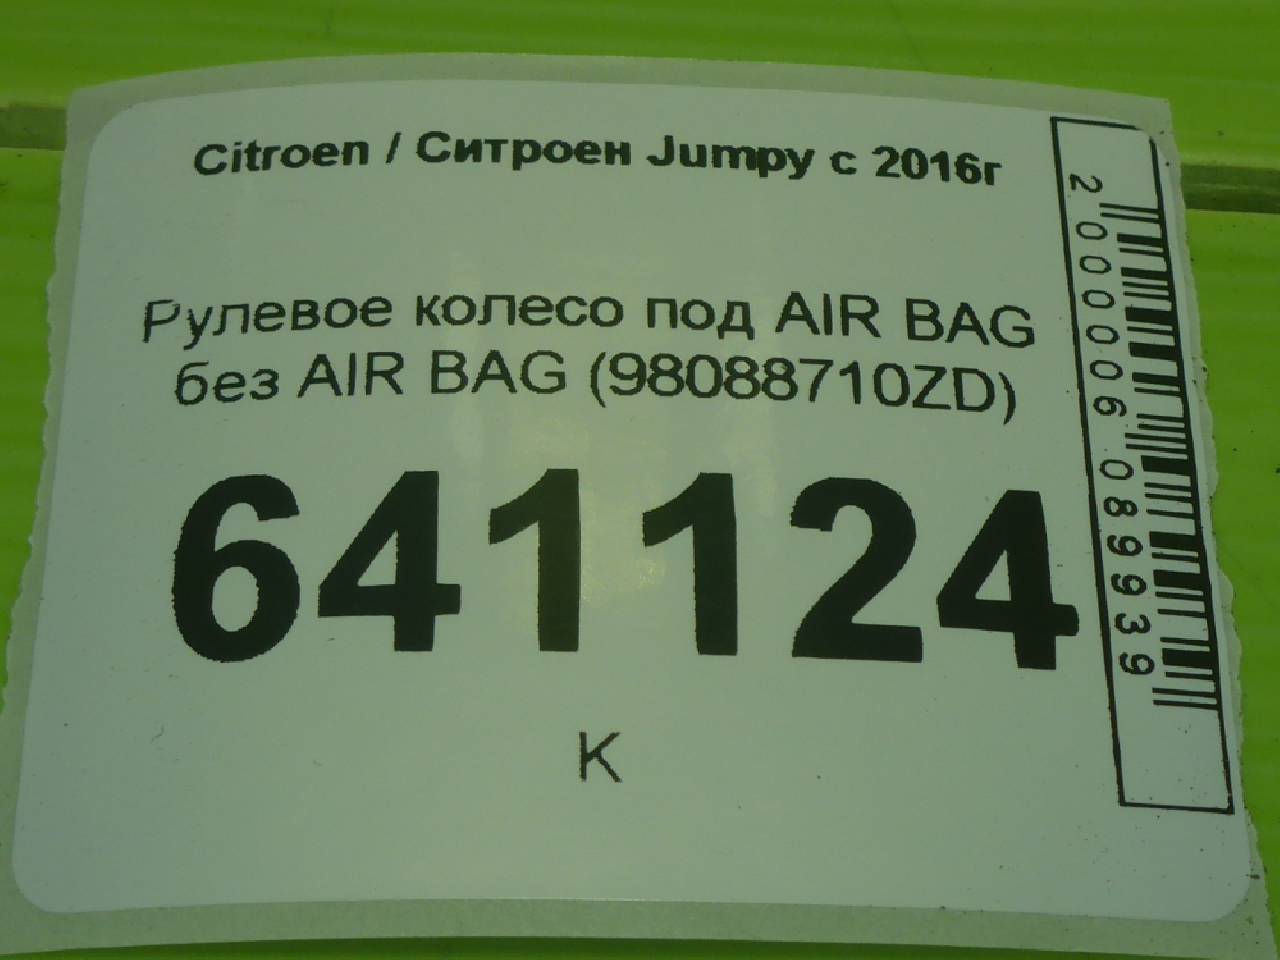 Citroen / Ситроен Jumpy с 2016г
Рулевое колесо под AIR BAG
без AIR BAG (98088710ZD)
641124
К
2000006089939